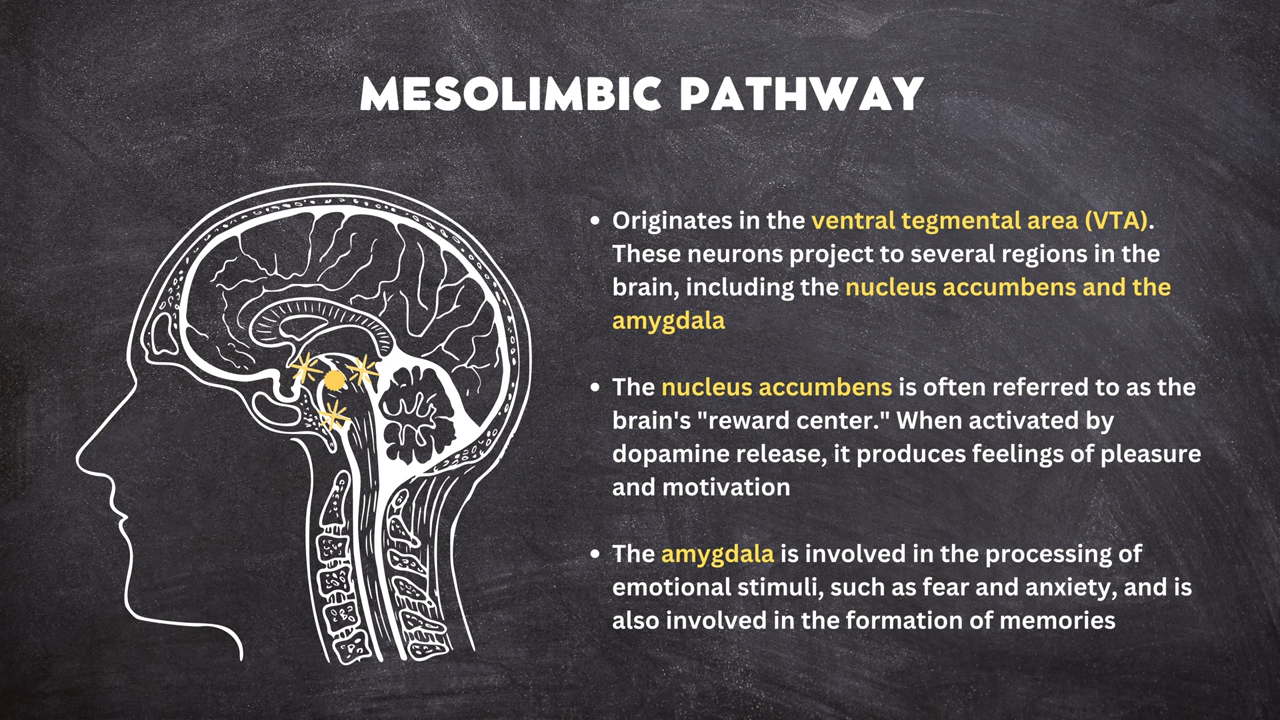 MESOLIMBIC PATHWAY
• Originates in the ventral tegmental area (VTA).
These neurons project to several regions in the
brain, including the nucleus accumbens and the
amygdala
• The nucleus accumbens is often referred to as the
brain's "reward center." When activated by
dopamine release, it produces feelings of pleasure
and motivation
• The amygdala is involved in the processing of
emotional stimuli, such as fear and anxiety, and is
also involved in the formation of memories